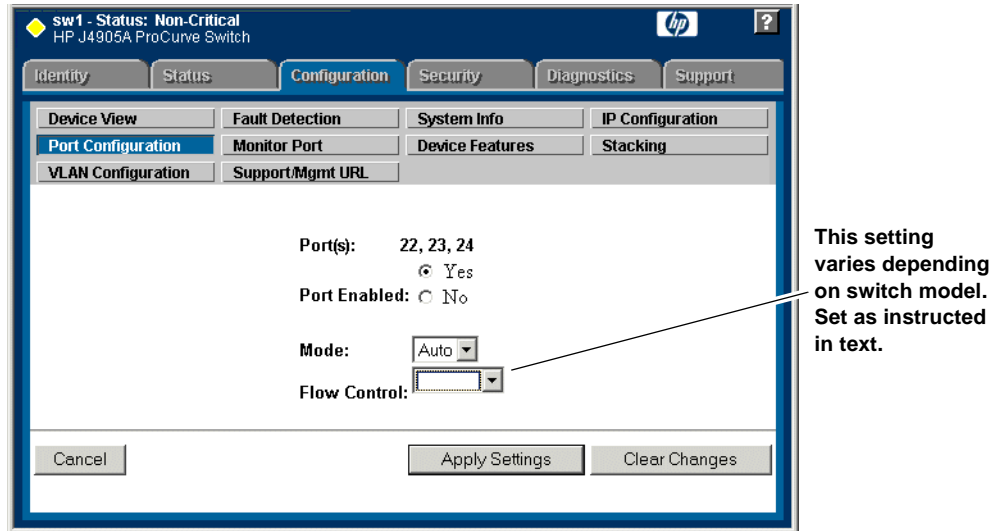 sw1 - Status: Non-Critical
HP J4905A ProCurve Switch
hp
?
Identity Status Configuration Security Diagnostics Support
Device View Fault Detection System Info IP Configuration
Port Configuration Monitor Port Device Features Stacking
VLAN Configuration Support/Mgmt URL
Port(s): 22, 23, 24
Yes
Port Enabled: No
Mode: Auto
Flow Control:
Cancel Apply Settings Clear Changes
This setting
varies depending
on switch model.
Set as instructed
in text.